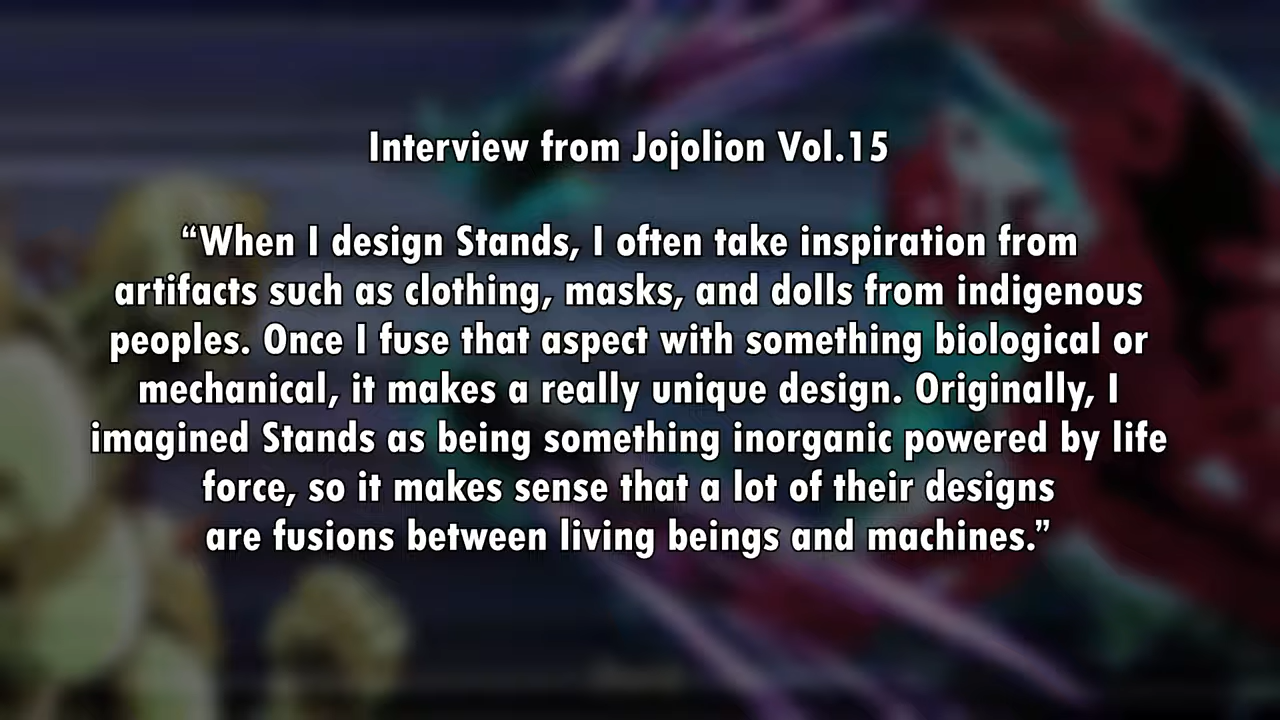 Interview from Jojolion Vol.15
“When I design Stands, I often take inspiration from
artifacts such as clothing, masks, and dolls from indigenous
peoples. Once I fuse that aspect with something biological or
mechanical, it makes a really unique design. Originally, I
imagined Stands as being something inorganic powered by life
force, so it makes sense that a lot of their designs
are fusions between living beings and machines.”